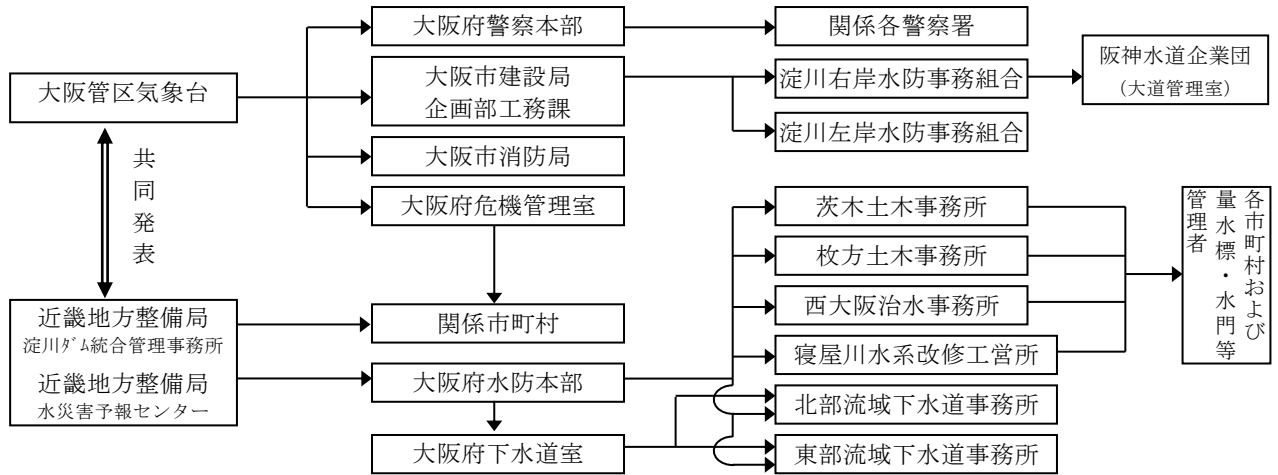 大阪府警察本部
関係各警察署
大阪管区気象台
大阪市建設局
企画部工務課
淀川右岸水防事務組合
阪神水道企業団
（大道管理室）
淀川左岸水防事務組合
大阪市消防局
大阪府危機管理室
共同発表
茨木土木事務所
枚方土木事務所
西大阪治水事務所
寝屋川水系改修工営所
各市町村および
量水標・水門等
管理者
近畿地方整備局
淀川ﾀﾞﾑ統合管理事務所
近畿地方整備局
水災害予報センター
関係市町村
大阪府水防本部
大阪府下水道室
北部流域下水道事務所
東部流域下水道事務所